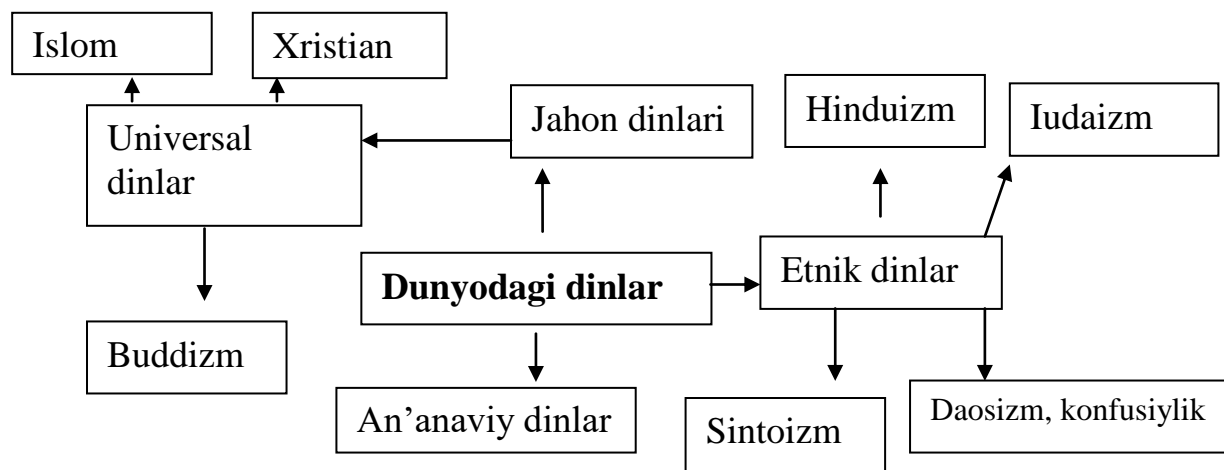 Islom
Xristian
Universal
dinlar
Jahon dinlari
Hinduizm
Iudaizm
Dunyodagi dinlar
Etnik dinlar
Buddizm
An’anaviy dinlar
Sintoizm
Daosizm, konfusiylik